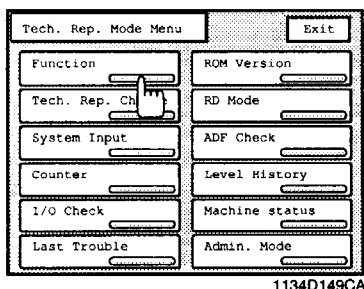 Tech. Rep. Mode Menu
Exit
Function
ROM Version
Tech. Rep. Ch e
RD Mode
System Input
ADF Check
Counter
Level History
I/O Check
Machine status
Last Trouble
Admin. Mode
1134D149CA